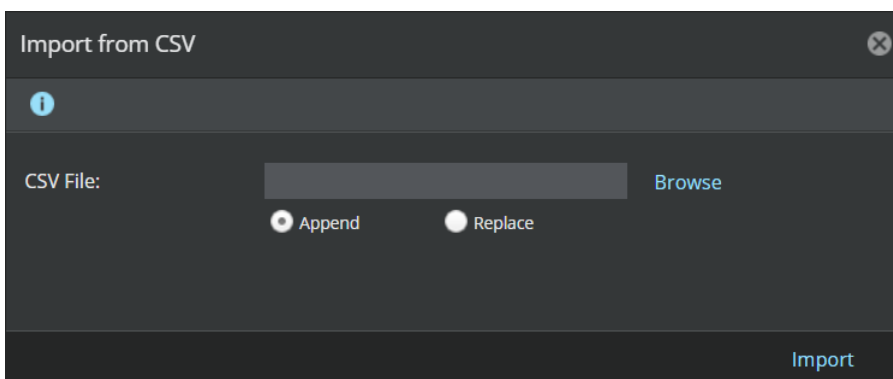 Import from CSV
CSV File:
Browse
Append
Replace
Import